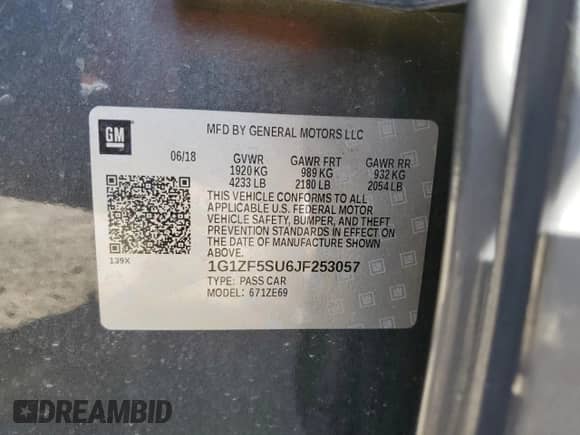 GM
MFD BY GENERAL MOTORS LLC
06/18 GVWR GAWR FRT GAWR RR
1920 KG 989 KG 932 KG
4233 LB 2180 LB 2054 LB
THIS VEHICLE CONFORMS TO ALL
APPLICABLE U.S. FEDERAL MOTOR
VEHICLE SAFETY, BUMPER, AND THEFT
PREVENTION STANDARDS IN EFFECT ON
THE DATE OF MANUFACTURE SHOWN
ABOVE.
139X
1G1ZF5SU6JF253057
TYPE: PASS CAR
MODEL: 671ZE69
DREAMBID